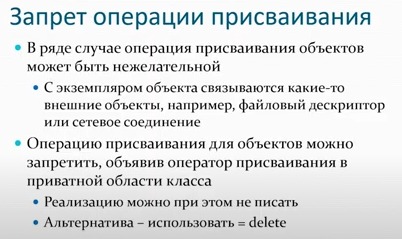 Запрет операции присваивания
В ряде случае операция присваивания объектов
может быть нежелательной
С экземпляром объекта связываются какие-то
внешние объекты, например, файловый дескриптор
или сетевое соединение
Операцию присваивания для объектов можно
запретить, объявив оператор присваивания в
приватной области класса
Реализацию можно при этом не писать
Альтернатива – использовать = delete